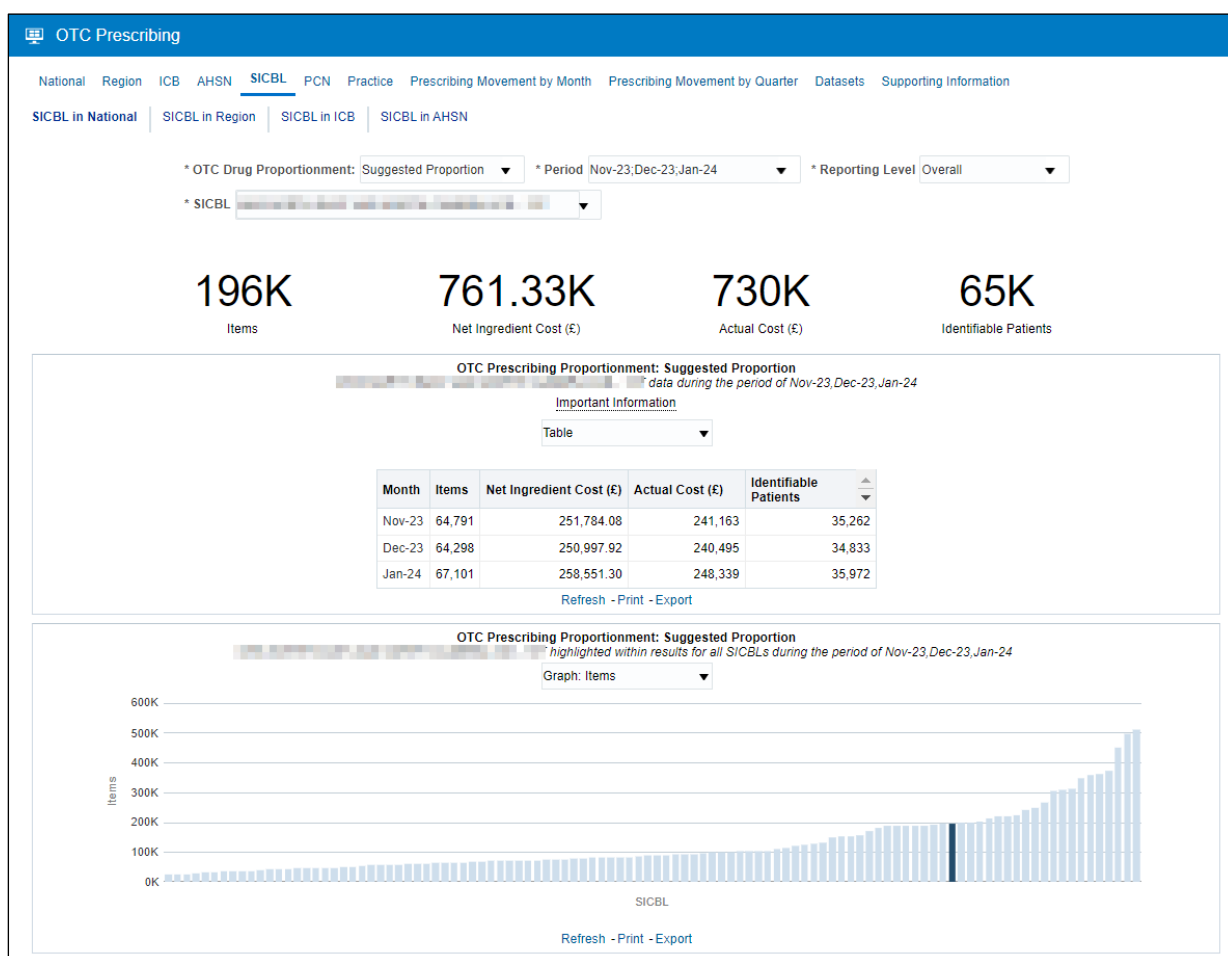 OTC Prescribing
National Region ICB AHSN SICBL PCN Practice Prescribing Movement by Month Prescribing Movement by Quarter Datasets Supporting Information
SICBL in National SICBL in Region SICBL in ICB SICBL in AHSN
* OTC Drug Proportionment: Suggested Proportion * Period Nov-23;Dec-23;Jan-24 * Reporting Level Overall
* SICBL
196K 761.33K 730K 65K
Items Net Ingredient Cost (£) Actual Cost (£) Identifiable Patients
OTC Prescribing Proportionment: Suggested Proportion
data during the period of Nov-23,Dec-23,Jan-24
Important Information
Table
Month Items Net Ingredient Cost (£) Actual Cost (£) Identifiable Patients
Nov-23 64,791 251,784.08 241,163 35,262
Dec-23 64,298 250,997.92 240,495 34,833
Jan-24 67,101 258,551.30 248,339 35,972
Refresh - Print - Export
OTC Prescribing Proportionment: Suggested Proportion
highlighted within results for all SICBLs during the period of Nov-23,Dec-23,Jan-24
Graph: Items
600K
500K
400K
300K
200K
100K
0K
Items
SICBL
Refresh - Print - Export